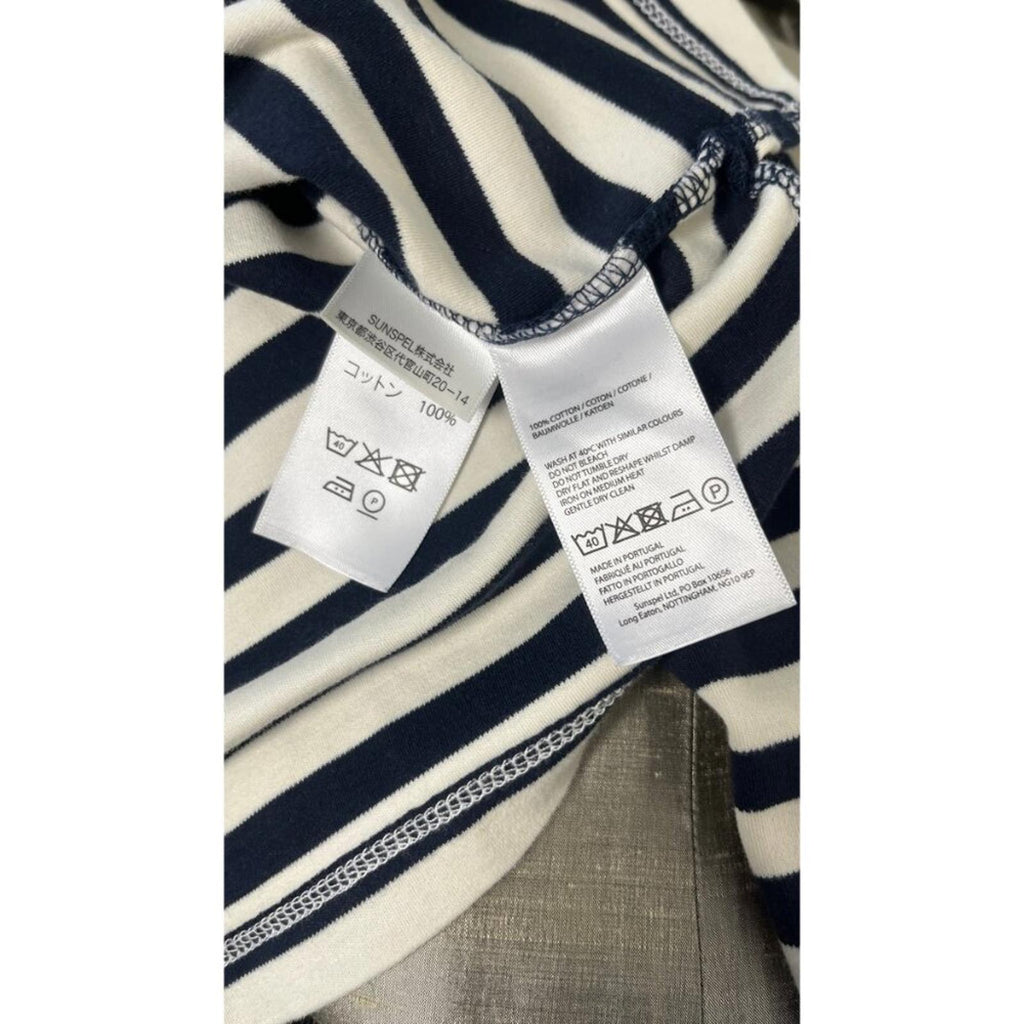 SUNSPEL株式会社
東京都渋谷区代官山町20-14
コットン 100%
40
P
100% COTTON / COTON / COTONE /
BAUMWOLLE / KATOEN
WASH AT 40ºC WITH SIMILAR COLOURS
DO NOT BLEACH
DO NOT TUMBLE DRY
DRY FLAT AND RESHAPE WHILST DAMP
IRON ON MEDIUM HEAT
GENTLE DRY CLEAN
40
P
MADE IN PORTUGAL
FABRIQUÉ AU PORTUGAL
FATTO IN PORTOGALLO
HERGESTELLT IN PORTUGAL
Sunspel Ltd, PO Box 10656
Long Eaton, NOTTINGHAM, NG10 9EP